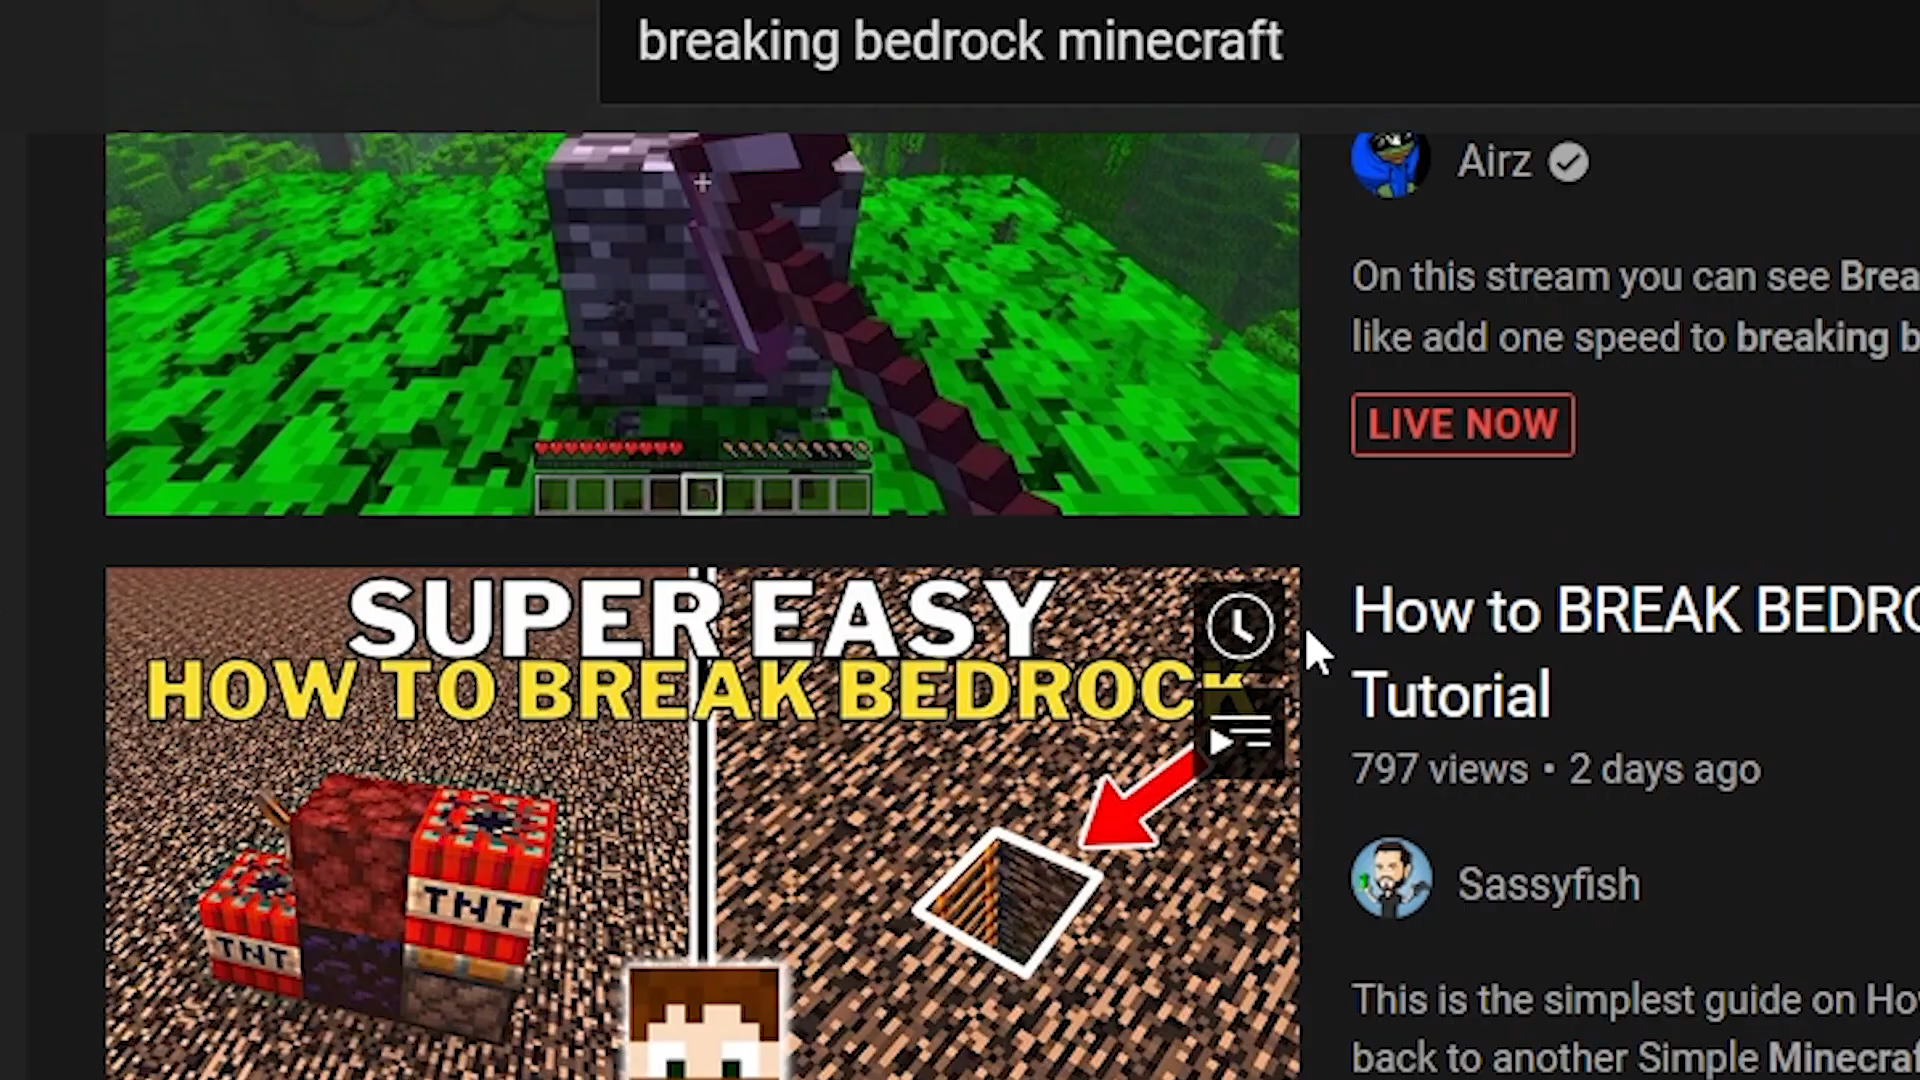 breaking bedrock minecraft
Airz
On this stream you can see Brea
like add one speed to breaking b
LIVE NOW
SUPER EASY
HOW TO BREAK BEDROCK
TNT
TNT
How to BREAK BEDRO
Tutorial
797 views • 2 days ago
Sassyfish
This is the simplest guide on Ho
back to another Simple Minecraf